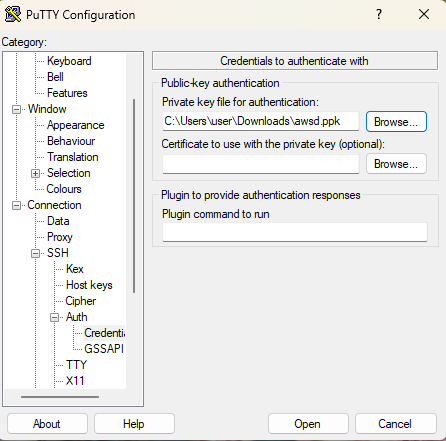 PuTTY Configuration
?
Category:
Keyboard
Bell
Features
Window
Appearance
Behaviour
Translation
Selection
Colours
Connection
Data
Proxy
SSH
Kex
Host keys
Cipher
Auth
Credentia
GSSAPI
TTY
X11
Credentials to authenticate with
Public-key authentication
Private key file for authentication:
C:\Users\user\Downloads\awsd.ppk
Browse...
Certificate to use with the private key (optional):
Browse...
Plugin to provide authentication responses
Plugin command to run
About
Help
Open
Cancel